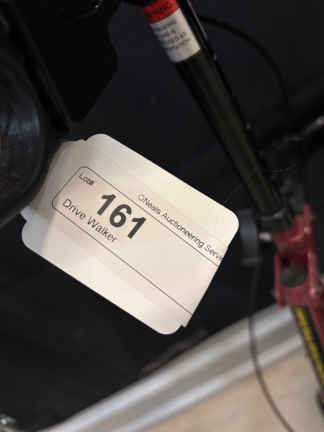 Lot#
ONeals Auctioneering Serv
161
Drive Walker